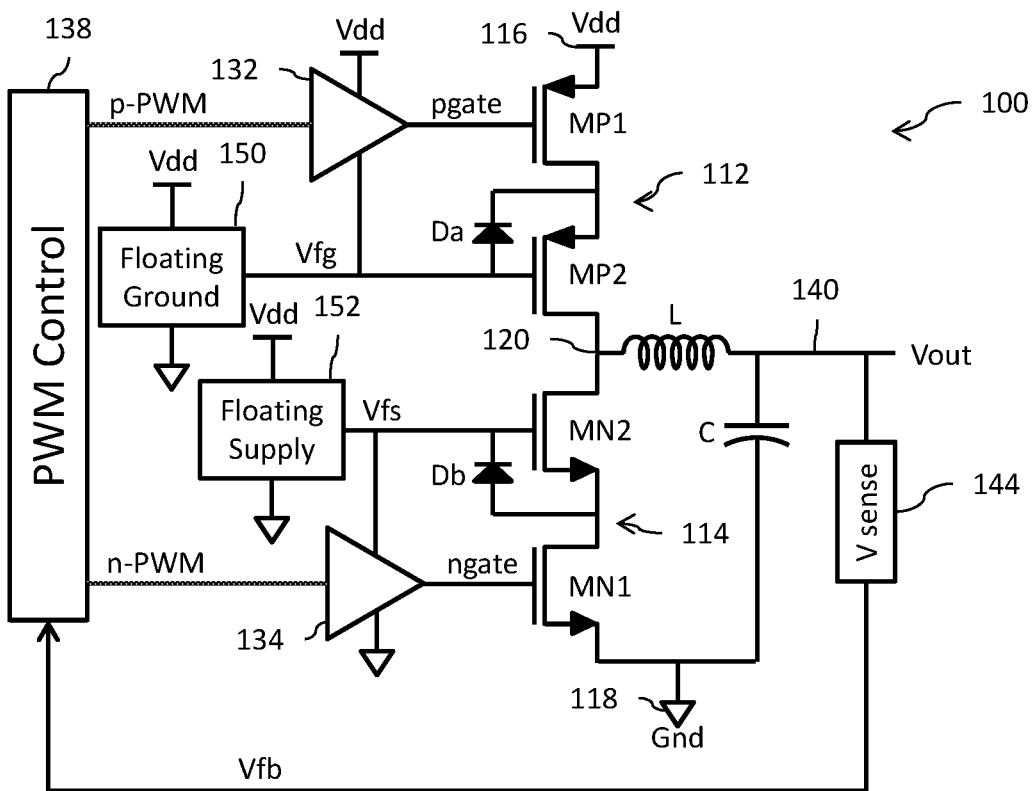 138
Vdd
116
Vdd
132
p-PWM
pgate
MP1
100
Vdd
150
112
Da
Floating
Ground
Vfg
MP2
Vdd
152
L
140
120
Vout
PWM Control
Floating
Supply
Vfs
MN2
C
Db
V sense
144
114
n-PWM
ngate
MN1
134
118
Gnd
Vfb